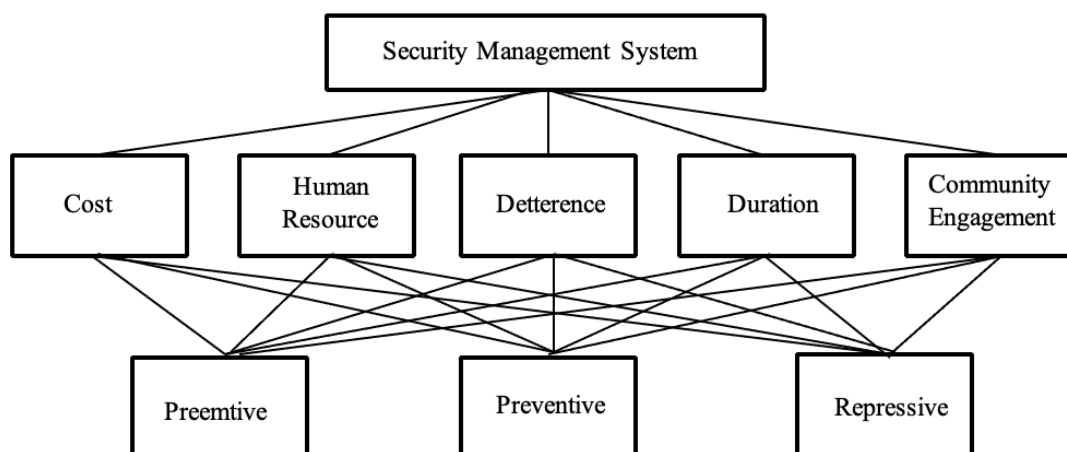 Security Management System
Cost
Human
Resource
Detterence
Duration
Community
Engagement
Preemtive
Preventive
Repressive